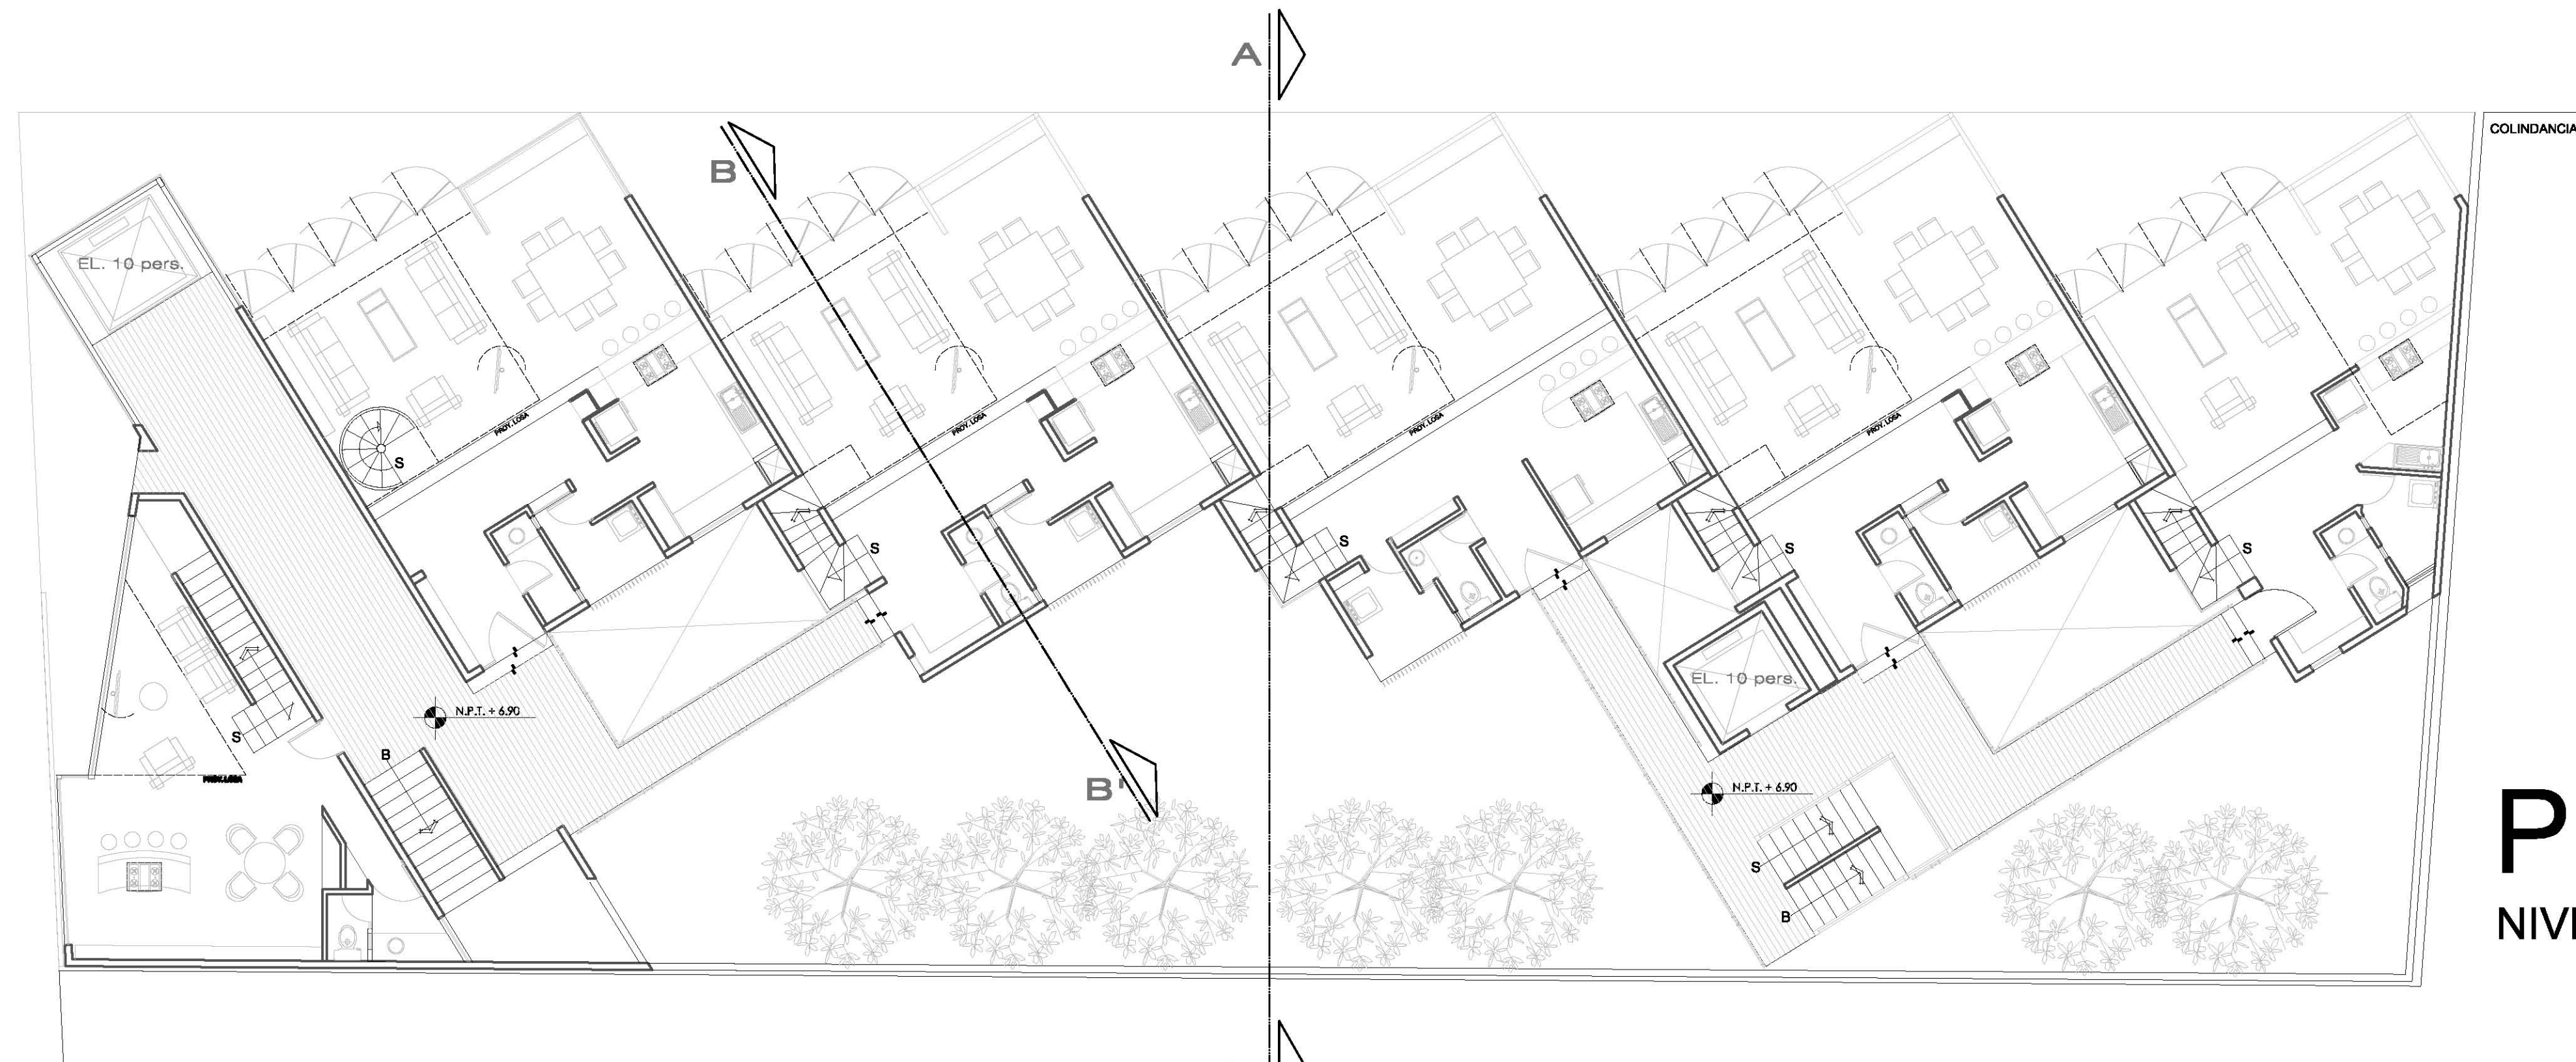 A
COLINDANCIA
B
EL. 10 pers.
PROY. LOSA
PROY. LOSA
PROY. LOSA
PROY. LOSA
S
S
S
S
S
EL. 10 pers.
N.P.T. + 6.90
S
B
PROY. LOSA
B'
N.P.T. + 6.90
P
S
B
NIVE